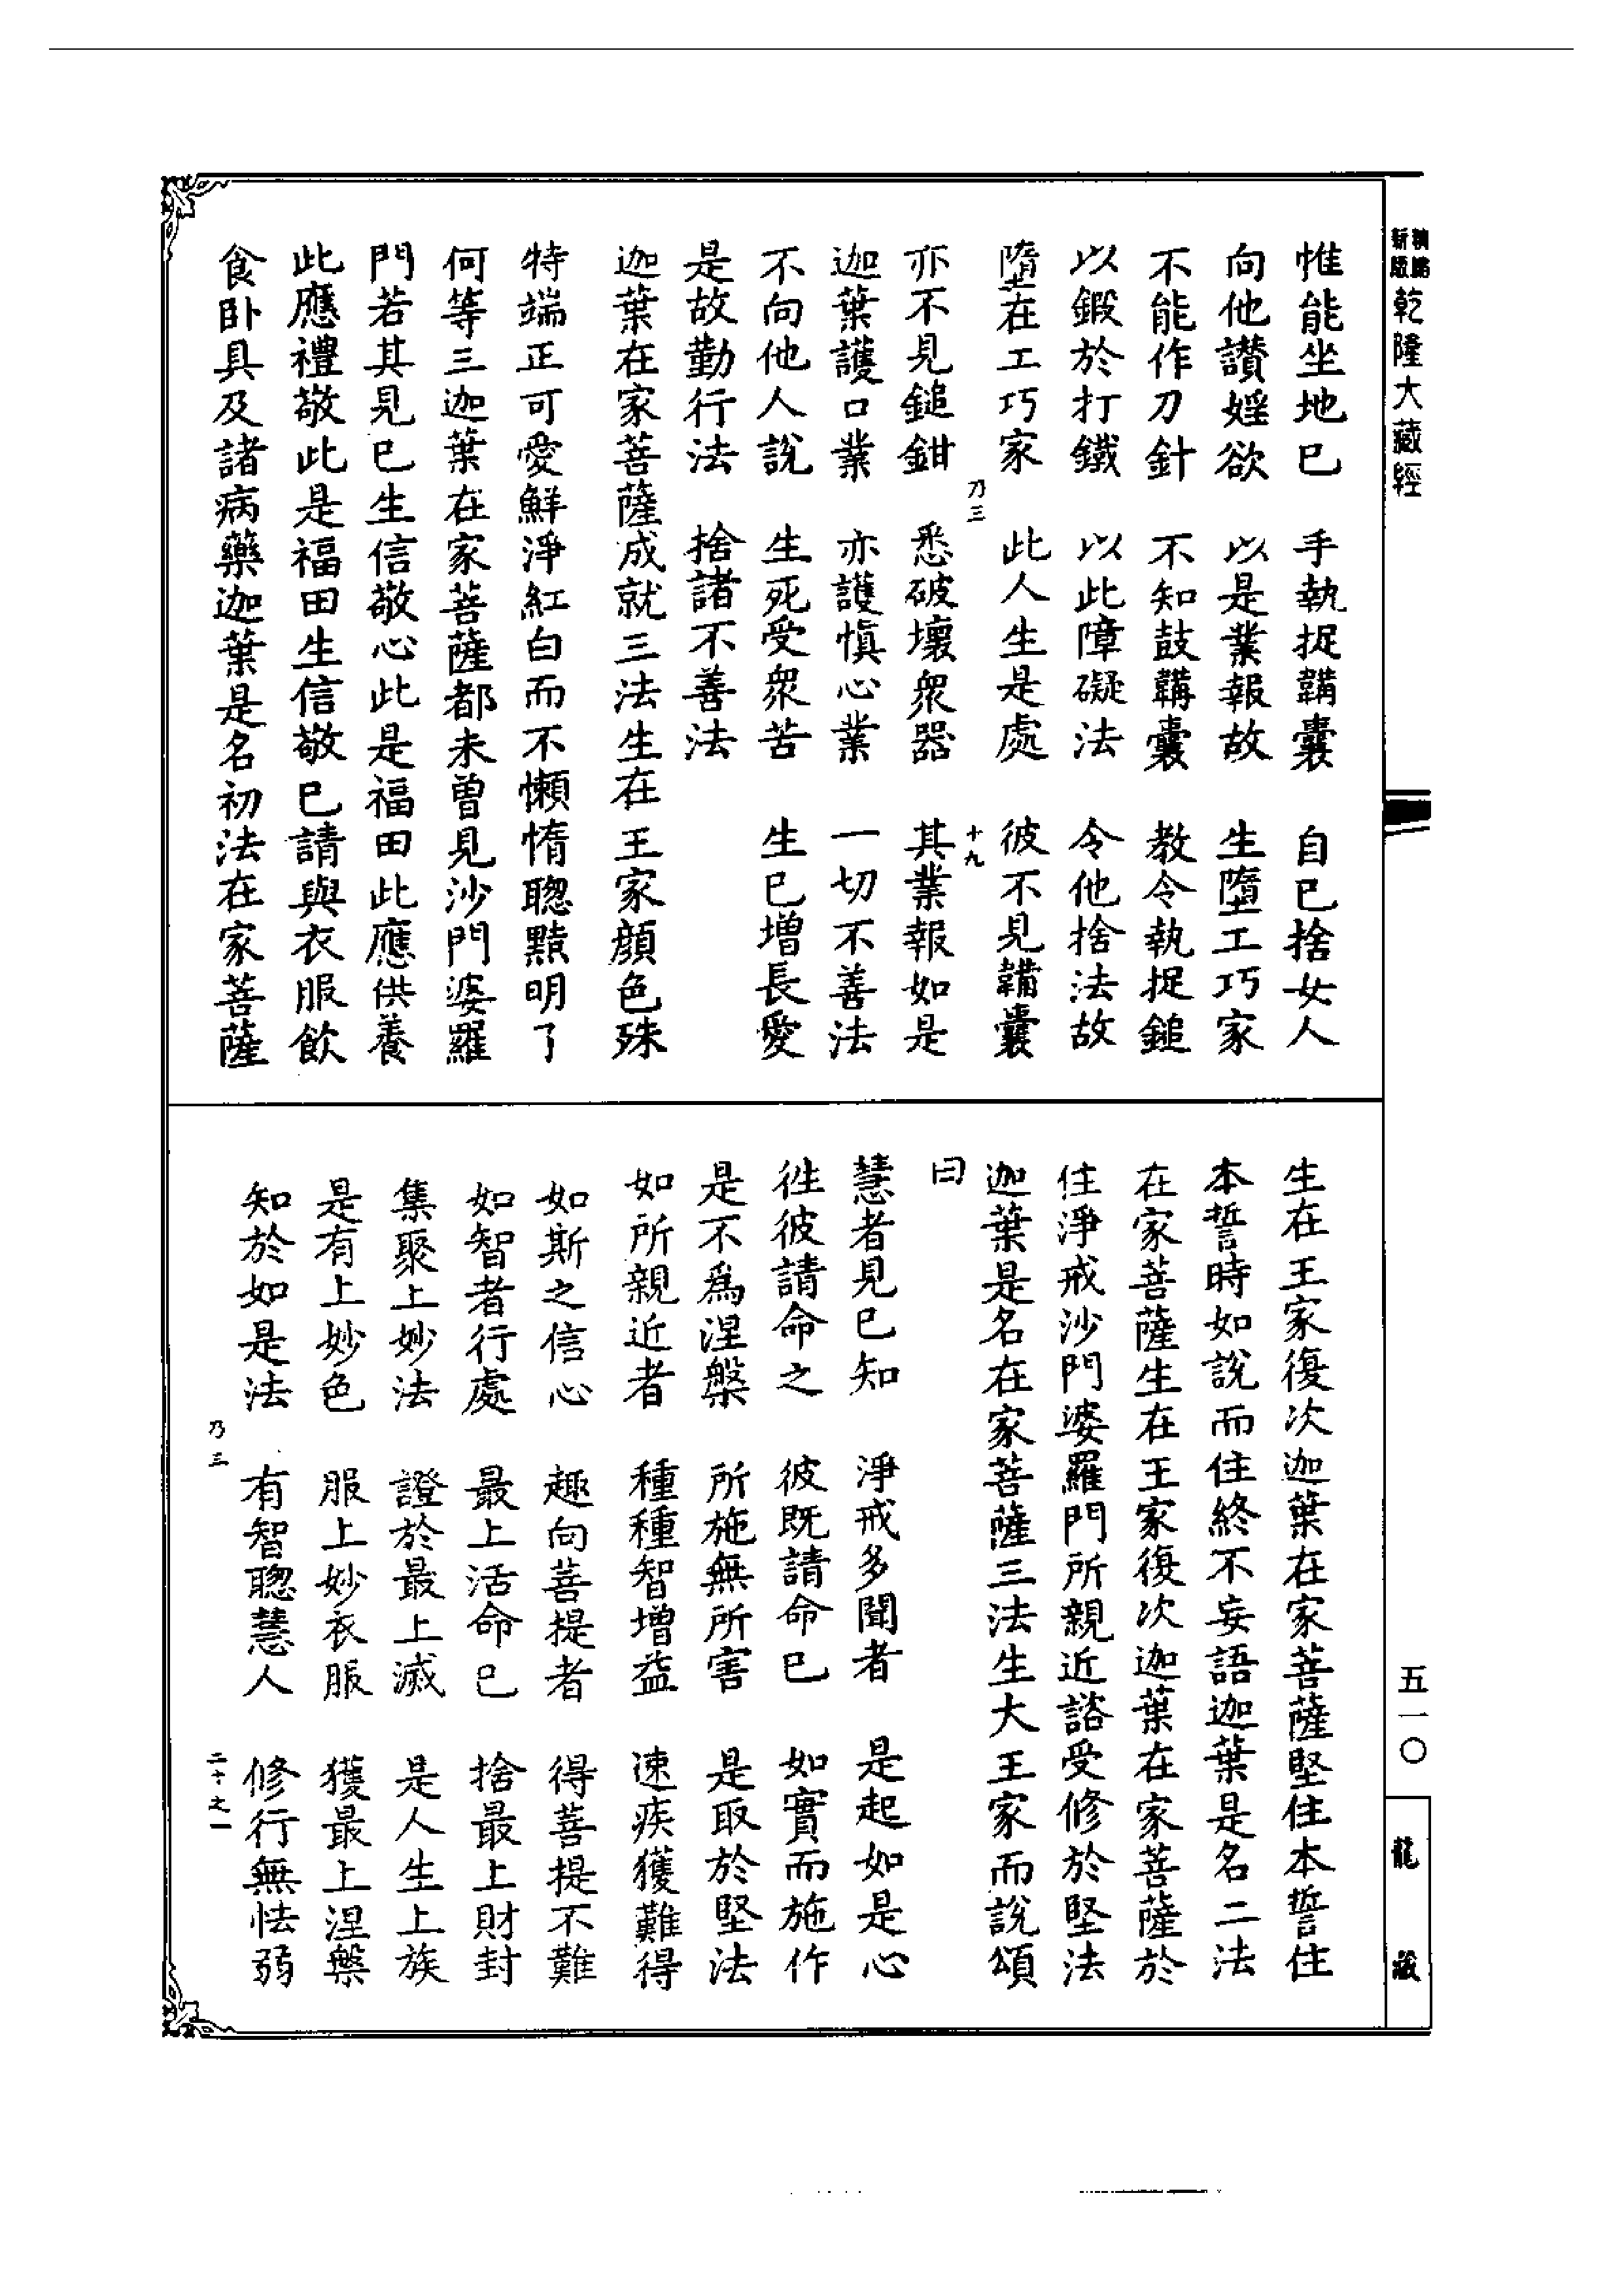 新版
乾隆大藏經
惟能坐地已　手執捉鞲囊　自已捨女人
向他讚婬欲　以是業報故　生墮工巧家
不能作刀針　不知鼓鞲囊　教令執捉鎚
以鍛於打鐵　以此障礙法　令他捨法故
墮在工巧家　此人生是處　彼不見鞴囊
乃三　十九
亦不見鎚鉗　悉破壞衆器　其業報如是
迦葉護口業　亦護慎心業　一切不善法
不向他人說　生死受衆苦　生已增長愛
是故勤行法　捨諸不善法
迦葉在家菩薩成就三法生在王家顏色殊
特端正可愛鮮淨紅白而不懶惰聰黠明了
何等三迦葉在家菩薩都未曾見沙門婆羅
門若其見已生信敬心此是福田此應供養
此應禮敬此是福田生信敬已請與衣服飲
食卧具及諸病藥迦葉是名初法在家菩薩
生在王家復次迦葉在家菩薩堅住本誓住
本誓時如說而住終不妄語迦葉是名二法
在家菩薩生在王家復次迦葉在家菩薩於
住淨戒沙門婆羅門所親近諮受修於堅法
迦葉是名在家菩薩三法生大王家而說頌
曰
慧者見已知　淨戒多聞者　是起如是心
徃彼請命之　彼既請命已　如實而施作
是不爲涅槃　所施無所害　是取於堅法
如所親近者　種種智增益　速疾獲難得
如斯之信心　趣向菩提者　得菩提不難
如智者行處　最上活命已　捨最上財封
集聚上妙法　證於最上滅　是人生上族
是有上妙色　服上妙衣服　獲最上涅槃
知於如是法　有智聰慧人　修行無怯弱
乃三　二十之一
五一〇
龍藏